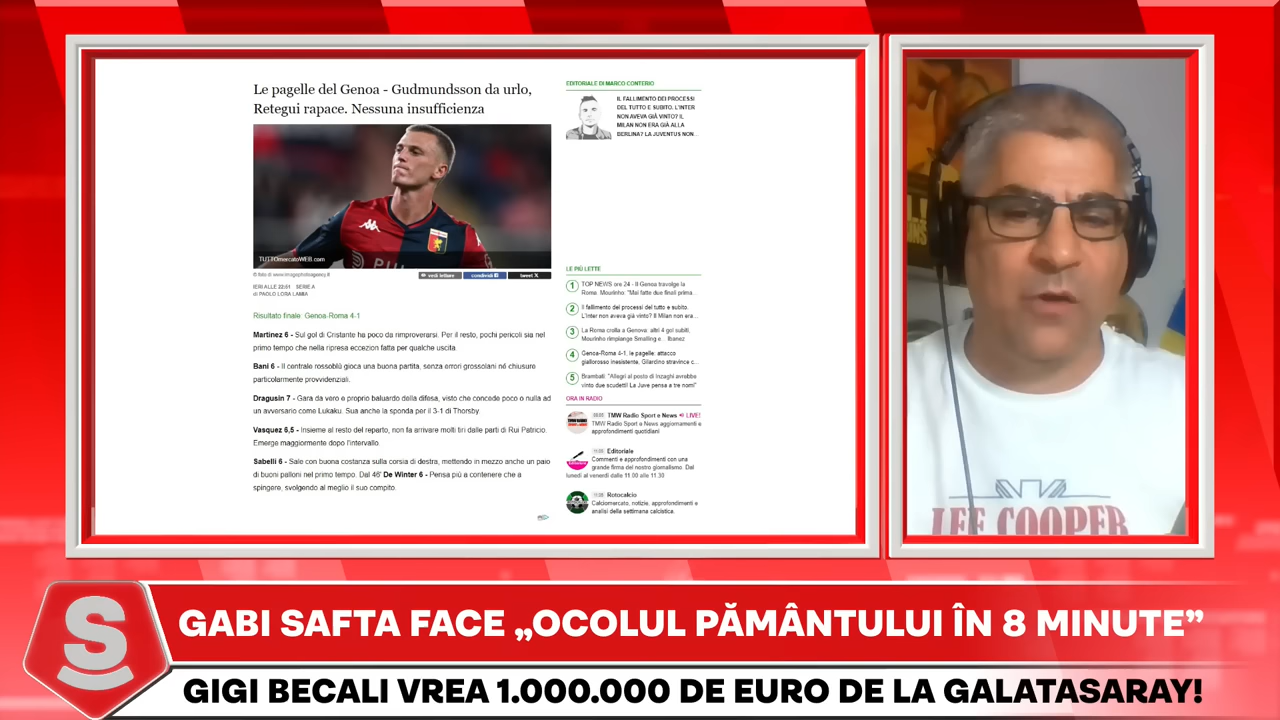 Le pagelle del Genoa - Gudmundsson da urlo,
Retegui rapace. Nessuna insufficienza
TUTTOmercatoWEB.com
© foto di www.imagephotoagency.it
vedi letture
condividi
tweet X
IERI ALLE 22:51 SERIE A
di PAOLO LORA LAMIA
Risultato finale: Genoa-Roma 4-1
Martinez 6 - Sul gol di Cristante ha poco da rimproverarsi. Per il resto, pochi pericoli sia nel
primo tempo che nella ripresa eccezion fatta per qualche uscita.
Bani 6 - Il centrale rossoblù gioca una buona partita, senza errori grossolani né chiusure
particolarmente provvidenziali.
Dragusin 7 - Gara da vero e proprio baluardo della difesa, visto che concede poco o nulla ad
un avversario come Lukaku. Sua anche la sponda per il 3-1 di Thorsby.
Vasquez 6,5 - Insieme al resto del reparto, non fa arrivare molti tiri dalle parti di Rui Patricio.
Emerge maggiormente dopo l'intervallo.
Sabelli 6 - Sale con buona costanza sulla corsia di destra, mettendo in mezzo anche un paio
di buoni palloni nel primo tempo. Dal 46' De Winter 6 - Pensa più a contenere che a
spingere, svolgendo al meglio il suo compito.
EDITORIALE DI MARCO CONTERIO
IL FALLIMENTO DEI PROCESSI
DEL TUTTO E SUBITO. L'INTER
NON AVEVA GIÀ VINTO? IL
MILAN NON ERA GIÀ ALLA
BERLINA? LA JUVENTUS NON...
LE PIÙ LETTE
1 TOP NEWS ore 24 - Il Genoa travolge la
Roma. Mourinho: "Mai fatte due finali prima...
2 Il fallimento dei processi del tutto e subito.
L'Inter non aveva già vinto? Il Milan non era...
3 La Roma crolla a Genova: altri 4 gol subiti.
Mourinho rimpiange Smalling e... Ibanez
4 Genoa-Roma 4-1, le pagelle: attacco
giallorosso inesistente, Gilardino stravince c...
5 Brambati: "Allegri al posto di Inzaghi avrebbe
vinto due scudetti! La Juve pensa a tre nomi"
ORA IN RADIO
TMW Radio Sport e News LIVE!
TMW Radio Sport e News aggiornamenti e
approfondimenti quotidiani
Editoriale
Commenti e approfondimenti con una
grande firma del nostro giornalismo. Dal
lunedì al venerdì dalle 11.00 alle 11.30
Rotocalcio
Calciomercato, notizie, approfondimenti e
analisi della settimana calcistica.
LEE COOPER
S
GABI SAFTA FACE „OCOLUL PĂMÂNTULUI ÎN 8 MINUTE”
GIGI BECALI VREA 1.000.000 DE EURO DE LA GALATASARAY!